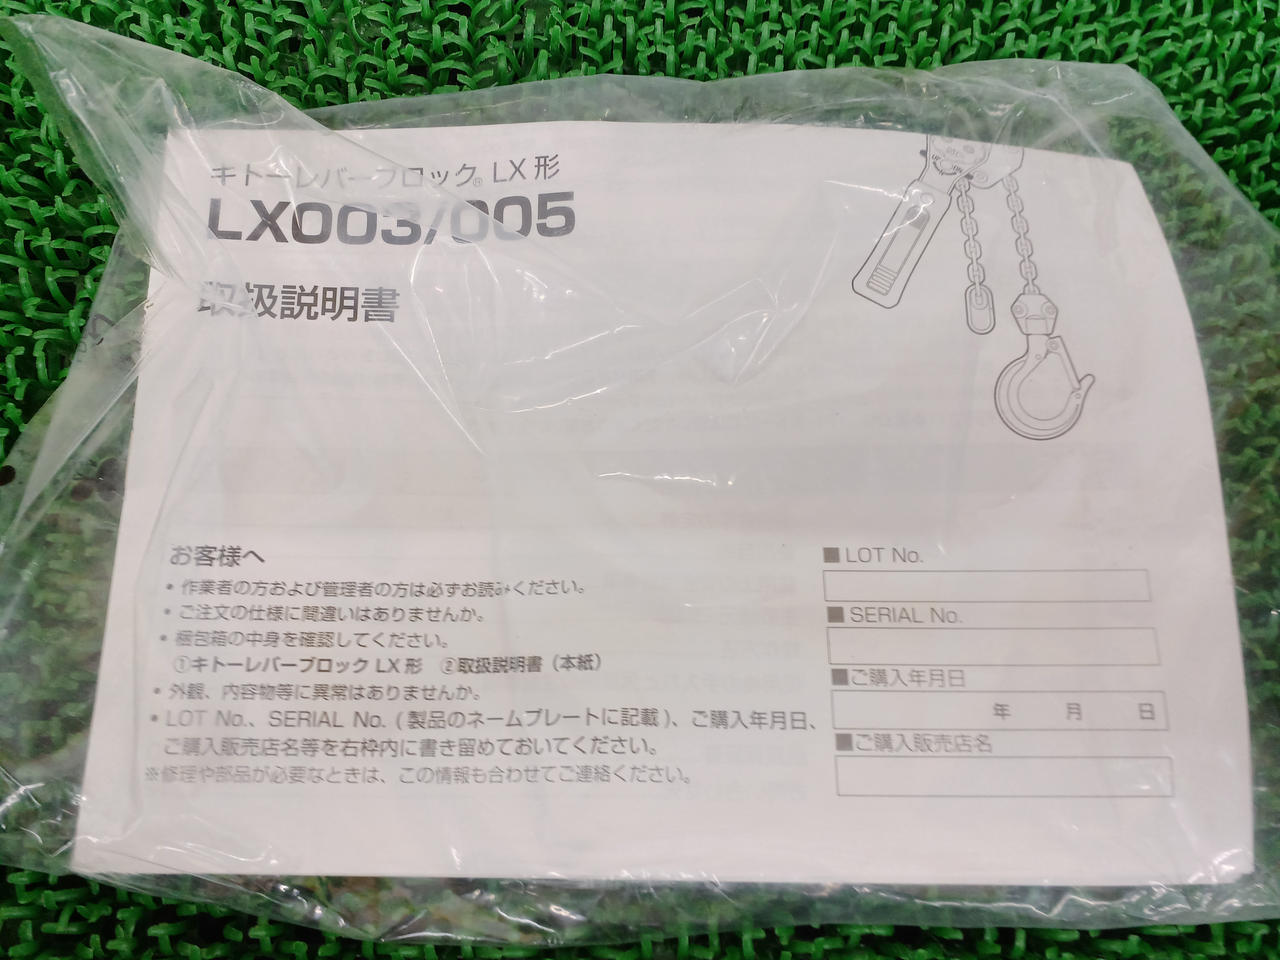 キトーレバーブロック® LX 形
LX003/005
取扱説明書
お客様へ
• 作業者の方および管理者の方は必ずお読みください。
• ご注文の仕様に間違いはありませんか。
• 梱包箱の中身を確認してください。
①キトーレバーブロック LX 形 ②取扱説明書（本紙）
• 外観、内容物等に異常はありませんか。
• LOT No.、SERIAL No. ( 製品のネームプレートに記載 )、ご購入年月日、
ご購入販売店名等を右枠内に書き留めておいてください。
※修理や部品が必要なときは、この情報も合わせてご連絡ください。
■ LOT No.
■ SERIAL No.
■ご購入年月日
年 月 日
■ご購入販売店名